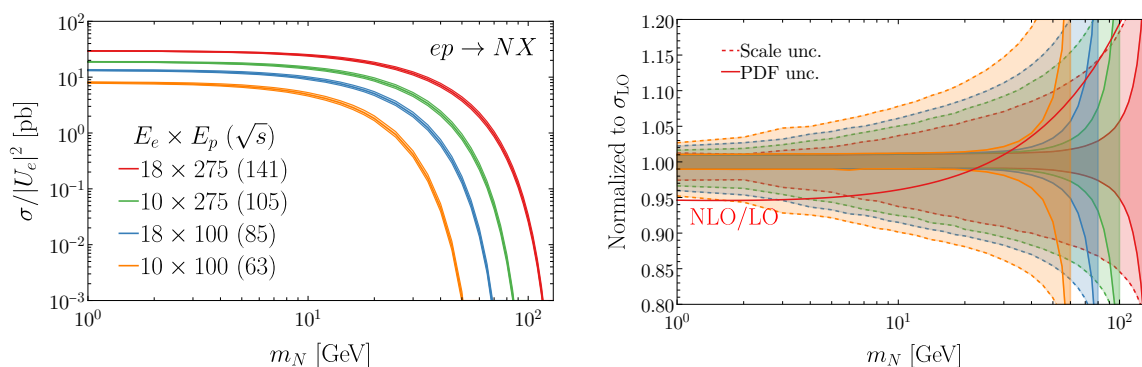 10^2
10^1
10^0
10^{-1}
10^{-2}
10^{-3}
σ/|U_e|^2 [pb]
ep → NX
E_e × E_p (√s)
18 × 275 (141)
10 × 275 (105)
18 × 100 (85)
10 × 100 (63)
10^0
10^1
10^2
m_N [GeV]
1.20
1.15
1.10
1.05
1.00
0.95
0.90
0.85
0.80
Normalized to σ_LO
Scale unc.
PDF unc.
NLO/LO
10^0
10^1
10^2
m_N [GeV]